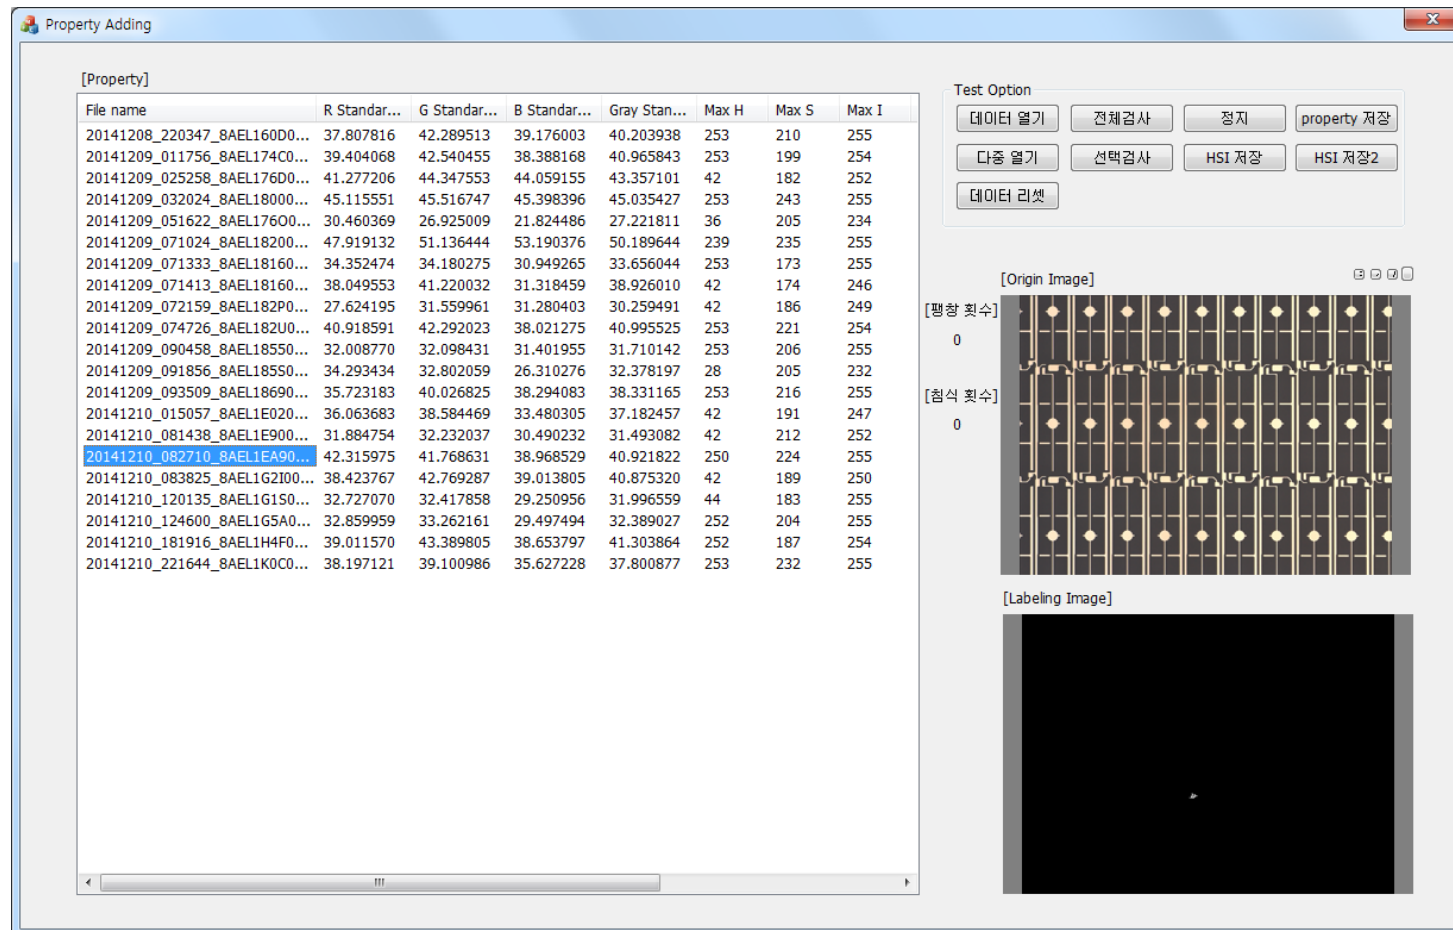 Property Adding
[Property]
File name R Standar... G Standar... B Standar... Gray Stan... Max H Max S Max I
20141208_220347_8AEL160D0... 37.807816 42.289513 39.176003 40.203938 253 210 255
20141209_011756_8AEL174C0... 39.404068 42.540455 38.388168 40.965843 253 199 254
20141209_025258_8AEL176D0... 41.277206 44.347553 44.059155 43.357101 42 182 252
20141209_032024_8AEL18000... 45.115551 45.516747 45.398396 45.035427 253 243 255
20141209_051622_8AEL176O0... 30.460369 26.925009 21.824486 27.221811 36 205 234
20141209_071024_8AEL18200... 47.919132 51.136444 53.190376 50.189644 239 235 255
20141209_071333_8AEL18160... 34.352474 34.180275 30.949265 33.656044 253 173 255
20141209_071413_8AEL18160... 38.049553 41.220032 31.318459 38.926010 42 174 246
20141209_072159_8AEL182P0... 27.624195 31.559961 31.280403 30.259491 42 186 249
20141209_074726_8AEL182U0... 40.918591 42.292023 38.021275 40.995525 253 221 254
20141209_090458_8AEL18550... 32.008770 32.098431 31.401955 31.710142 253 206 255
20141209_091856_8AEL185S0... 34.293434 32.802059 26.310276 32.378197 28 205 232
20141209_093509_8AEL18690... 35.723183 40.026825 38.294083 38.331165 253 216 255
20141210_015057_8AEL1E020... 36.063683 38.584469 33.480305 37.182457 42 191 247
20141210_081438_8AEL1E900... 31.884754 32.232037 30.490232 31.493082 42 212 252
20141210_082710_8AEL1EA90... 42.315975 41.768631 38.968529 40.921822 250 224 255
20141210_083825_8AEL1G2I00... 38.423767 42.769287 39.013805 40.875320 42 189 250
20141210_120135_8AEL1G1S0... 32.727070 32.417858 29.250956 31.996559 44 183 255
20141210_124600_8AEL1G5A0... 32.859959 33.262161 29.497494 32.389027 252 204 255
20141210_181916_8AEL1H4F0... 39.011570 43.389805 38.653797 41.303864 252 187 254
20141210_221644_8AEL1K0C0... 38.197121 39.100986 35.627228 37.800877 253 232 255
Test Option
데이터 열기 전체검사 정지 property 저장
다중 열기 선택검사 HSI 저장 HSI 저장2
데이터 리셋
[Origin Image]
[팽창 횟수]
0
[침식 횟수]
0
[Labeling Image]